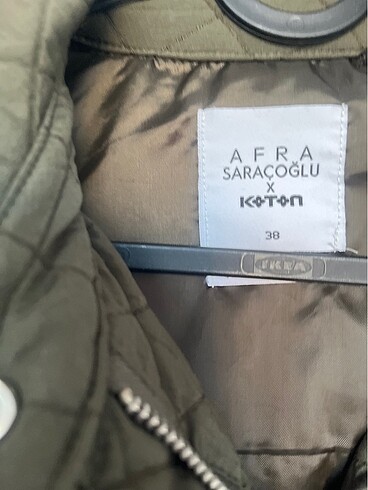 AFRA
SARAÇOĞLU
X
KOTON
38
IKEA